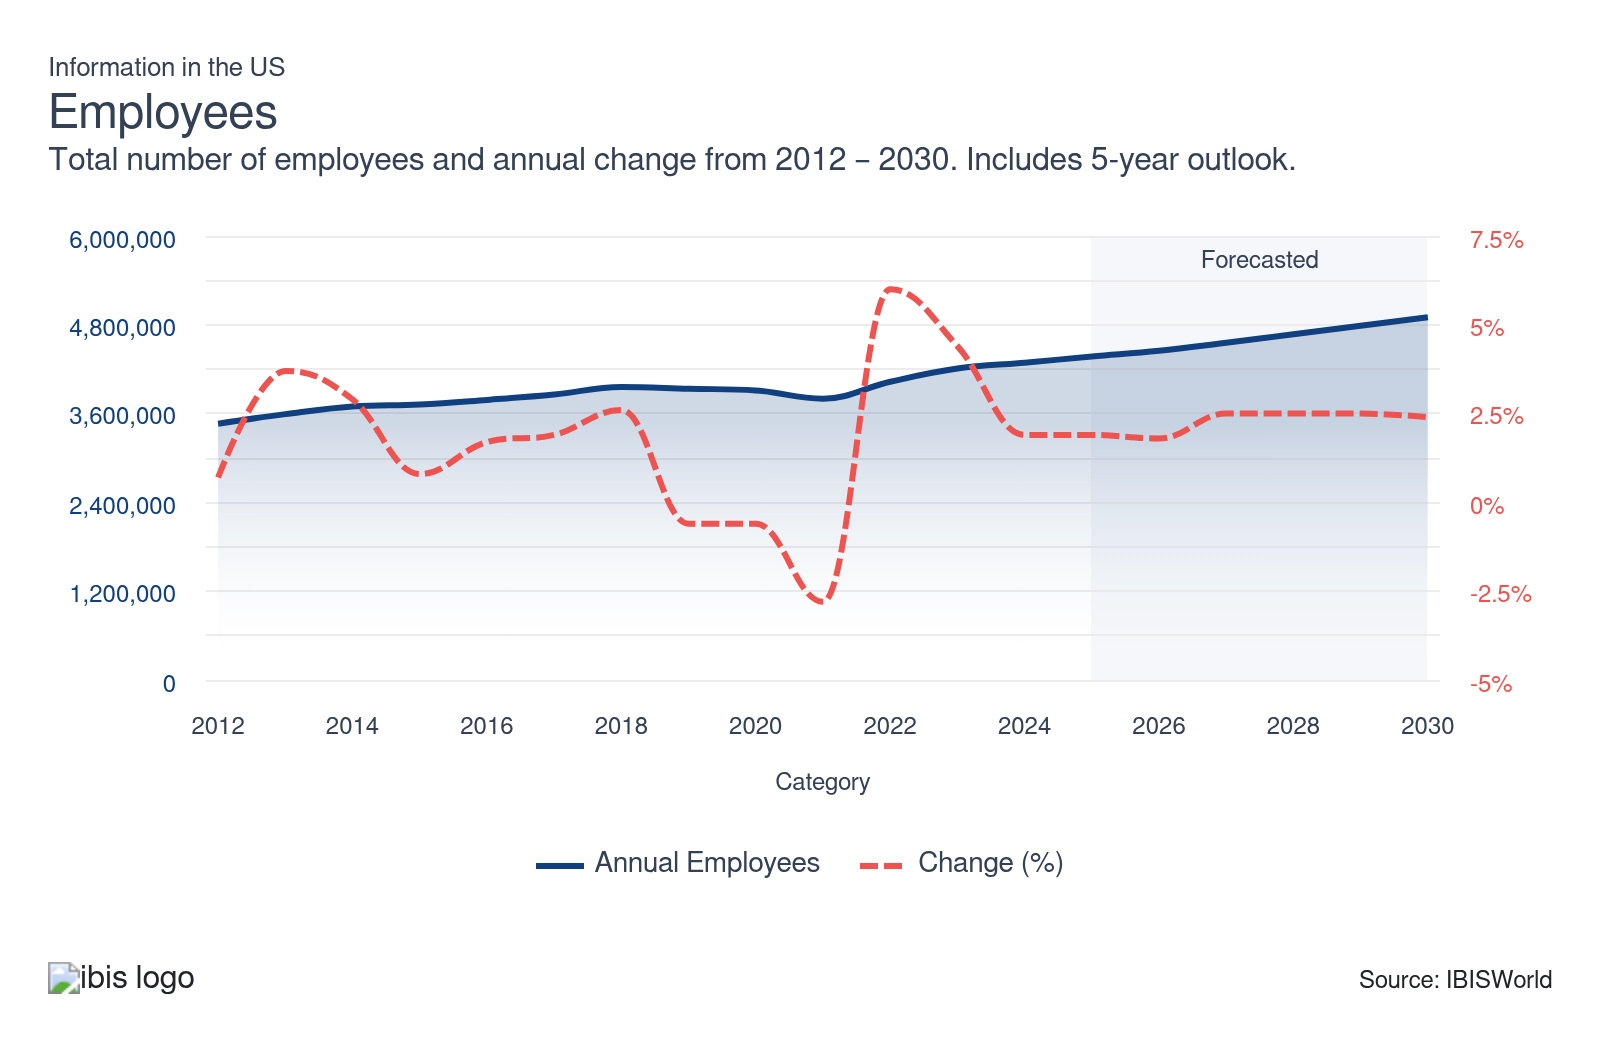 Information in the US
Employees
Total number of employees and annual change from 2012 – 2030. Includes 5-year outlook.
6,000,000
4,800,000
3,600,000
2,400,000
1,200,000
0
7.5%
5%
2.5%
0%
-2.5%
-5%
Forecasted
2012 2014 2016 2018 2020 2022 2024 2026 2028 2030
Category
Annual Employees Change (%)
ibis logo
Source: IBISWorld